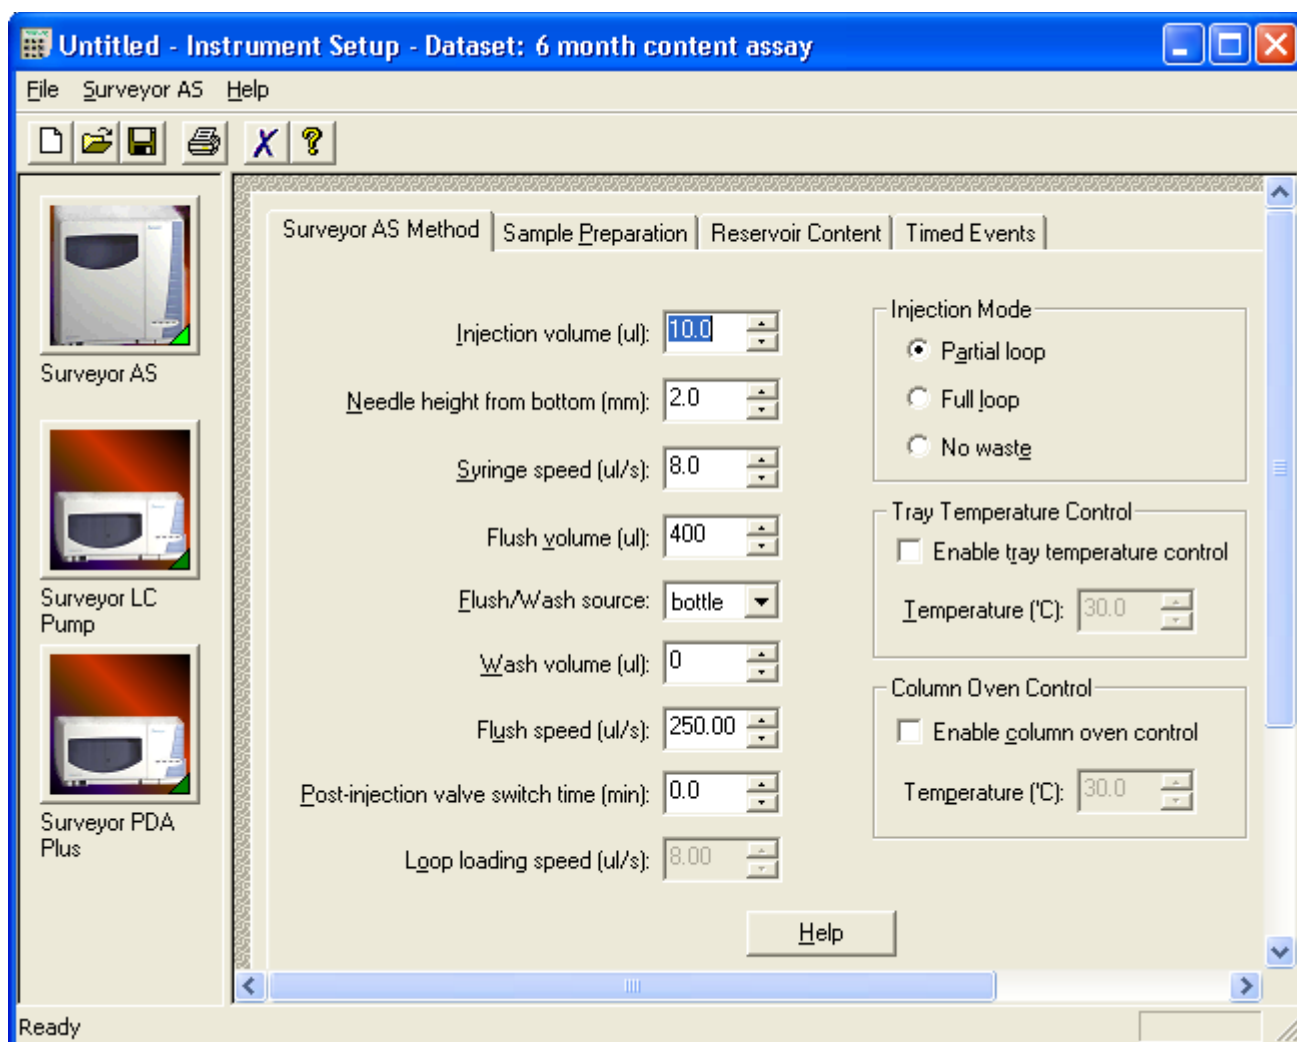 Untitled - Instrument Setup - Dataset: 6 month content assay
File Surveyor AS Help
Surveyor AS
Surveyor LC
Pump
Surveyor PDA
Plus
Surveyor AS Method Sample Preparation Reservoir Content Timed Events
Injection volume (ul): 10.0
Needle height from bottom (mm): 2.0
Syringe speed (ul/s): 8.0
Flush volume (ul): 400
Flush/Wash source: bottle
Wash volume (ul): 0
Flush speed (ul/s): 250.00
Post-injection valve switch time (min): 0.0
Loop loading speed (ul/s): 8.00
Injection Mode
Partial loop
Full loop
No waste
Tray Temperature Control
Enable tray temperature control
Temperature ('C): 30.0
Column Oven Control
Enable column oven control
Temperature ('C): 30.0
Help
Ready